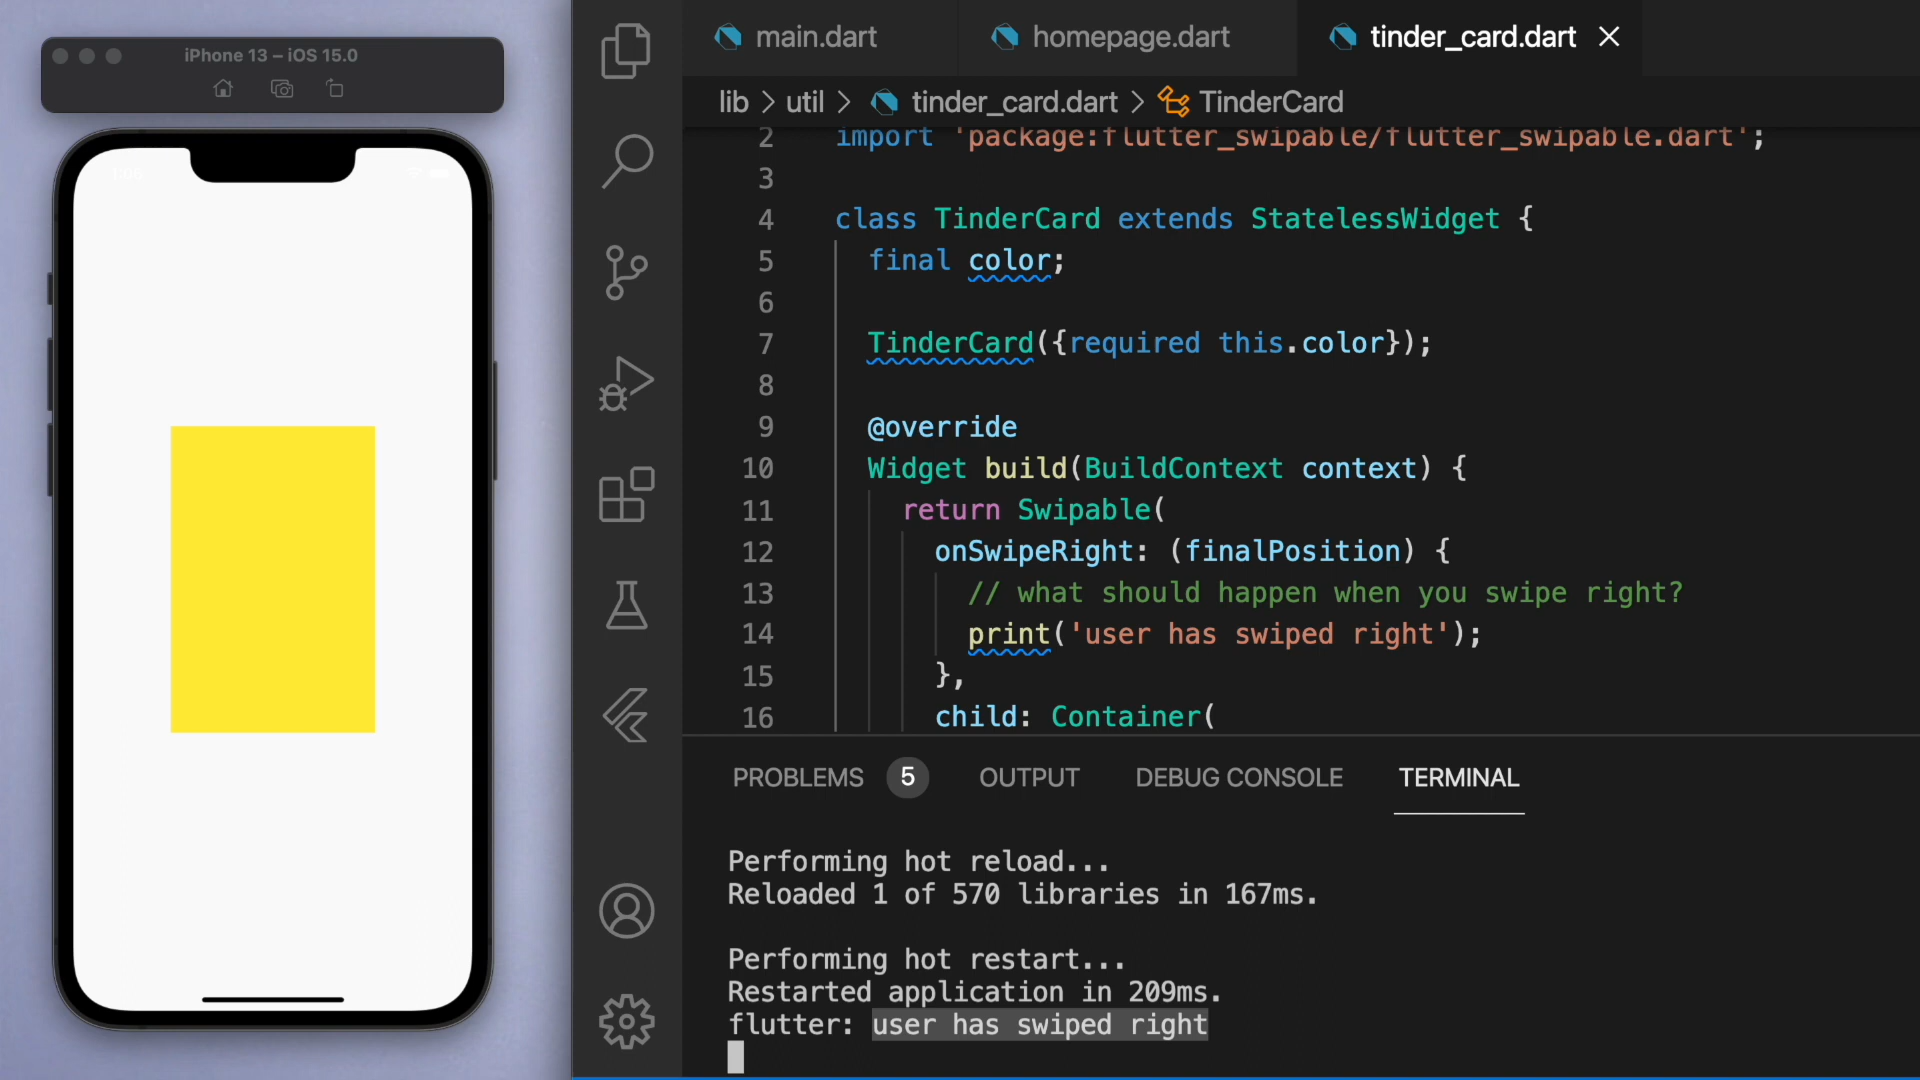 iPhone 13 – iOS 15.0
main.dart
homepage.dart
tinder_card.dart
lib > util > tinder_card.dart > TinderCard
2 import 'package:flutter_swipable/flutter_swipable.dart';
3
4 class TinderCard extends StatelessWidget {
5 final color;
6
7 TinderCard({required this.color});
8
9 @override
10 Widget build(BuildContext context) {
11 return Swipable(
12 onSwipeRight: (finalPosition) {
13 // what should happen when you swipe right?
14 print('user has swiped right');
15 },
16 child: Container(
PROBLEMS 5 OUTPUT DEBUG CONSOLE TERMINAL
Performing hot reload...
Reloaded 1 of 570 libraries in 167ms.
Performing hot restart...
Restarted application in 209ms.
flutter: user has swiped right